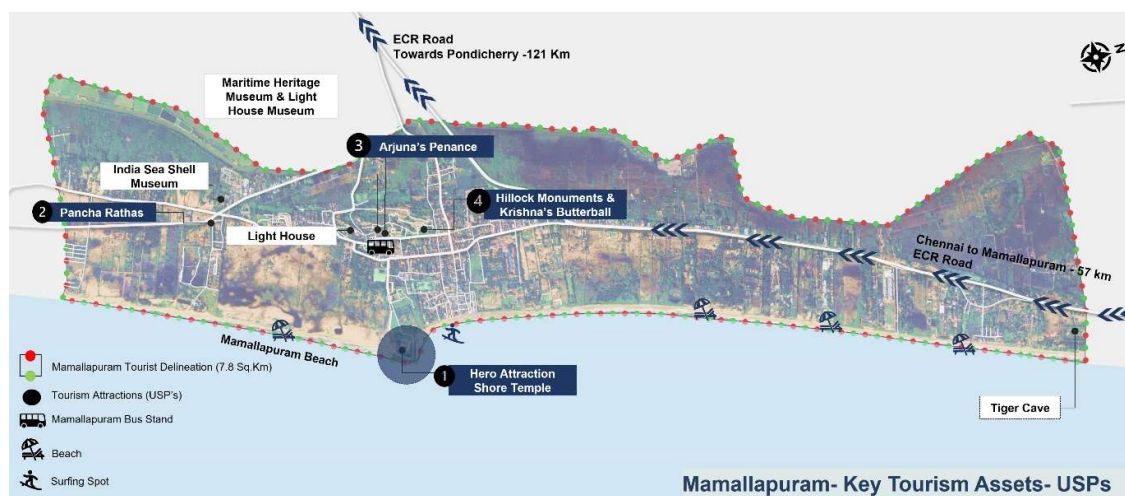 ECR Road
Towards Pondicherry -121 Km
N
Maritime Heritage
Museum & Light
House Museum
3
Arjuna's Penance
India Sea Shell
Museum
4
Hillock Monuments &
Krishna's Butterball
2
Pancha Rathas
Light House
Chennai to Mamallapuram - 57 km
ECR Road
Mamallapuram Beach
1
Hero Attraction
Shore Temple
Tiger Cave
Mamallapuram Tourist Delineation (7.8 Sq.Km)
Tourism Attractions (USP's)
Mamallapuram Bus Stand
Beach
Surfing Spot
Mamallapuram- Key Tourism Assets- USPs